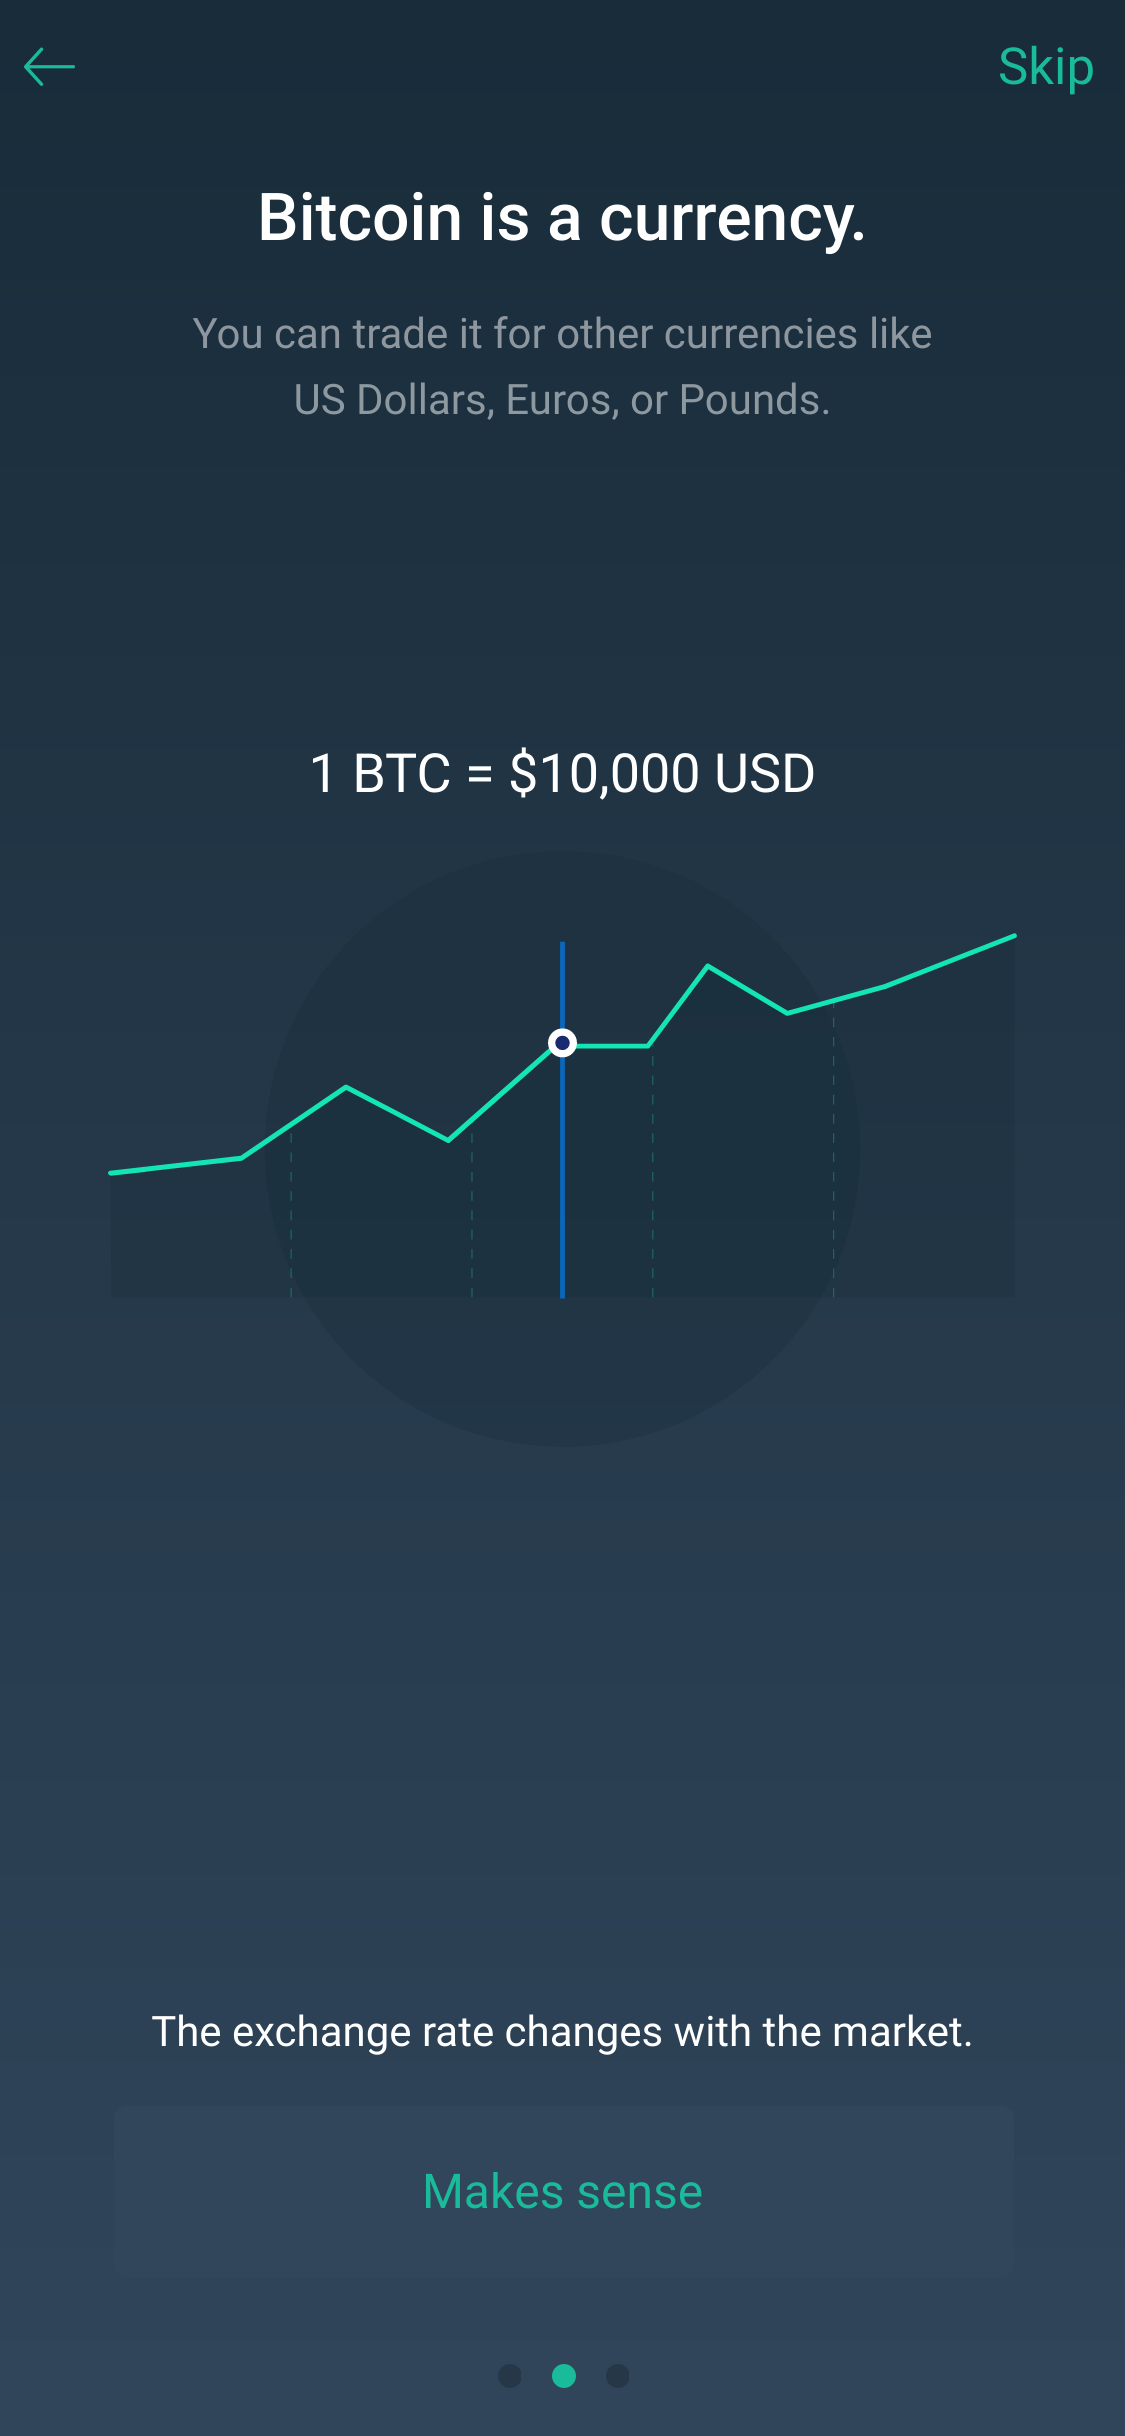 Skip
Bitcoin is a currency.
You can trade it for other currencies like
US Dollars, Euros, or Pounds.
1 BTC = $10,000 USD
The exchange rate changes with the market.
Makes sense